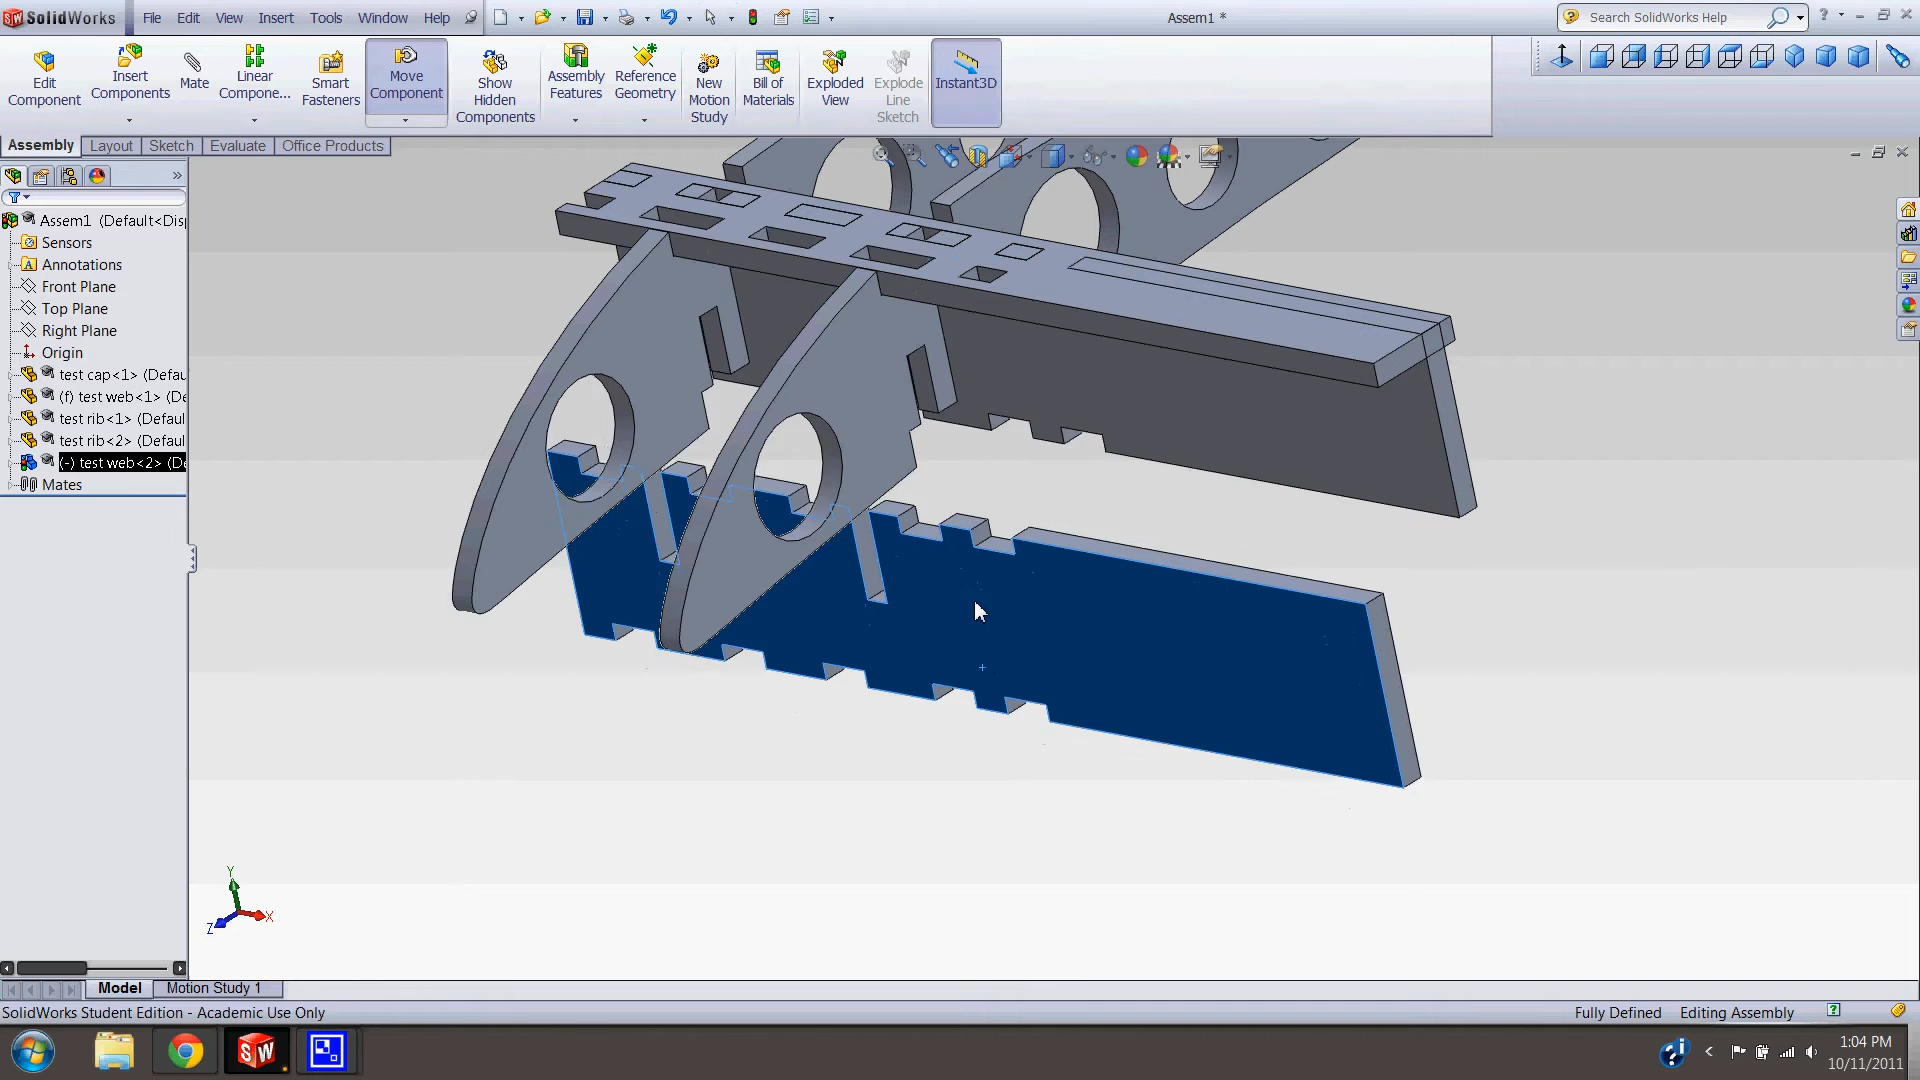 SolidWorks File Edit View Insert Tools Window Help Assem1 * Search SolidWorks Help
Edit Component
Insert Components
Mate
Linear Compone...
Smart Fasteners
Move Component
Show Hidden Components
Assembly Features
Reference Geometry
New Motion Study
Bill of Materials
Exploded View
Explode Line Sketch
Instant3D
Assembly Layout Sketch Evaluate Office Products
Assem1 (Default<Dis
Sensors
Annotations
Front Plane
Top Plane
Right Plane
Origin
test cap<1> (Defau
(f) test web<1> (De
test rib<1> (Defaul
test rib<2> (Defaul
(-) test web<2> (De
Mates
Y
X
Z
Model Motion Study 1
SolidWorks Student Edition - Academic Use Only Fully Defined Editing Assembly
SW
1:04 PM
10/11/2011